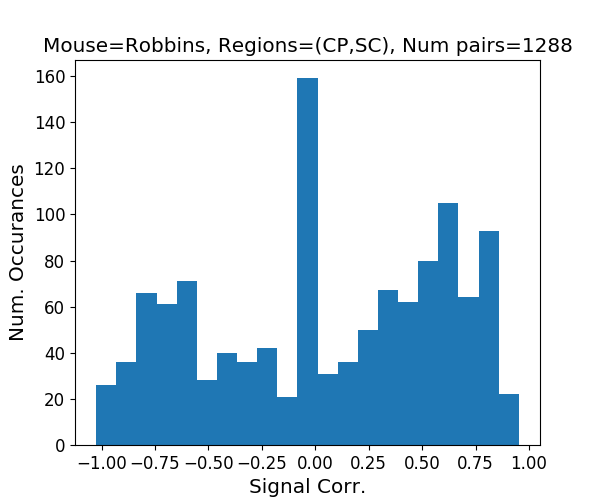 Mouse=Robbins, Regions=(CP,SC), Num pairs=1288
160
140
120
100
80
60
40
20
0
Num. Occurances
−1.00 −0.75 −0.50 −0.25 0.00 0.25 0.50 0.75 1.00
Signal Corr.